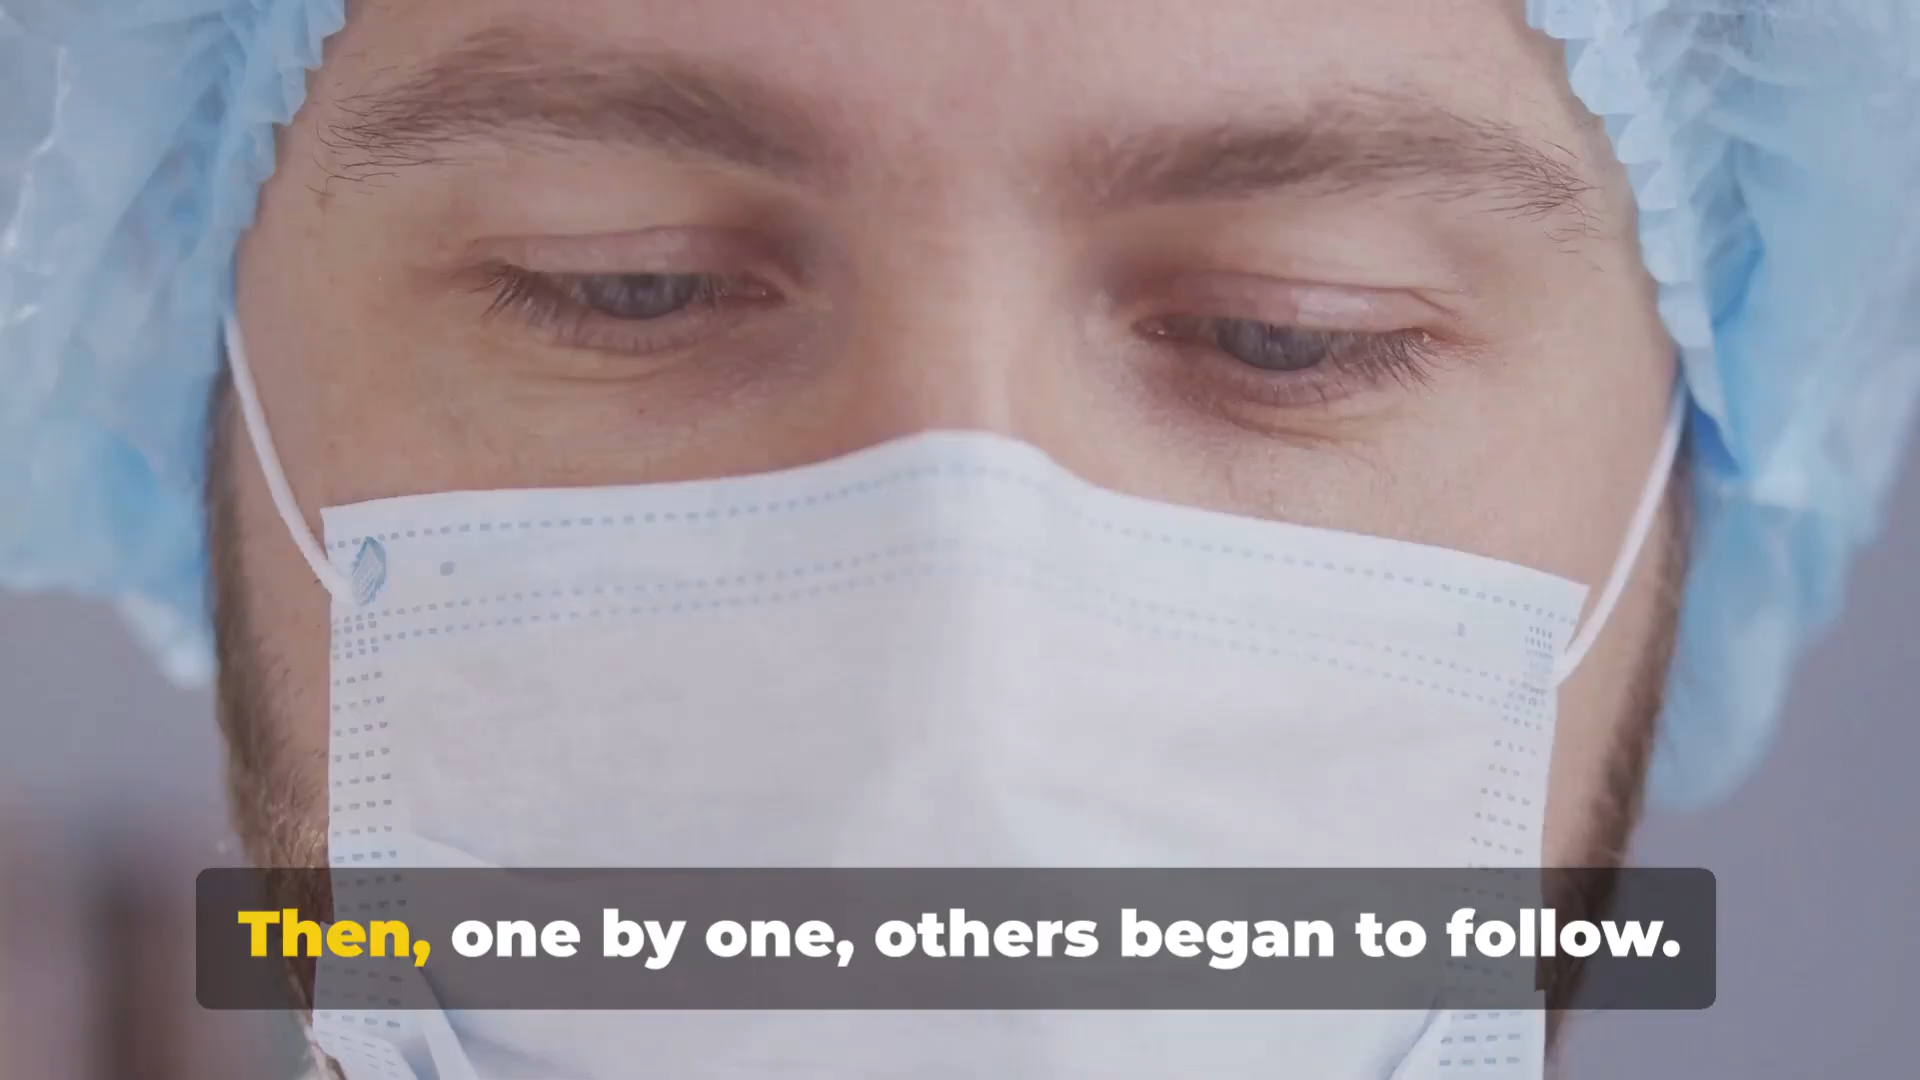 Then, one by one, others began to follow.